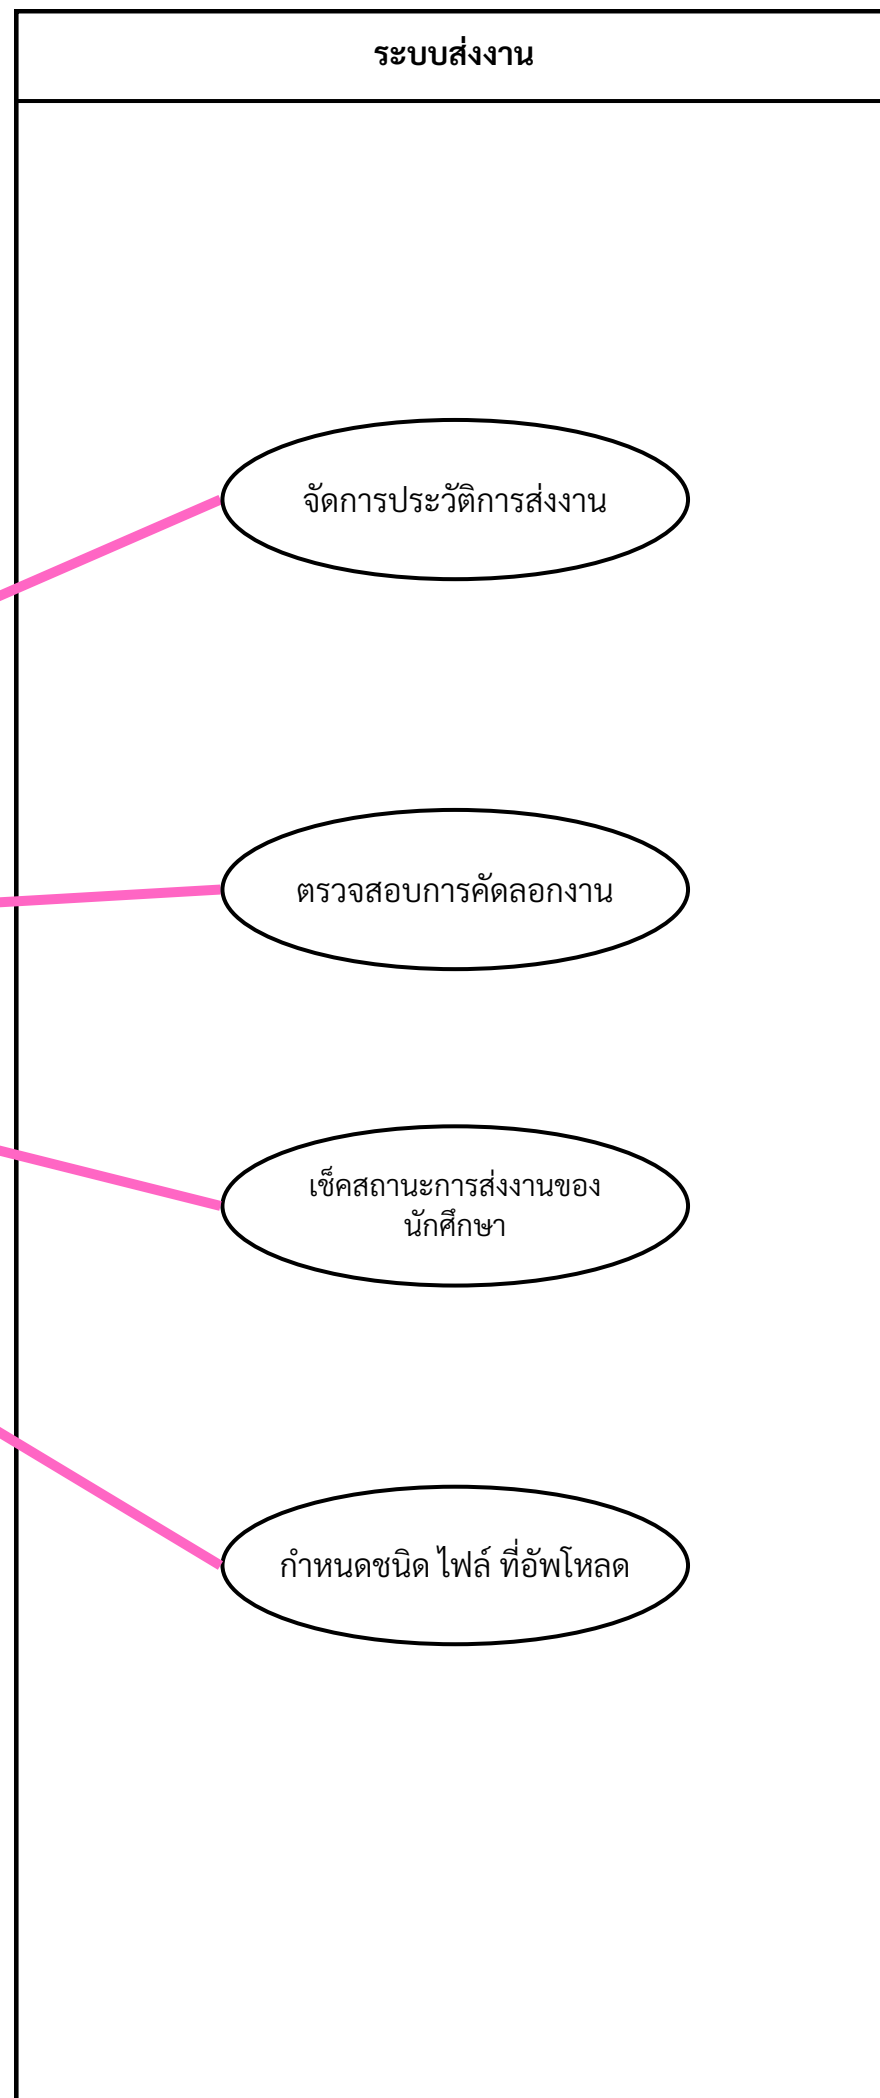 ระบบส่งงาน
จัดการประวัติการส่งงาน
ตรวจสอบการคัดลอกงาน
เช็คสถานะการส่งงานของ
นักศึกษา
กำหนดชนิด ไฟล์ ที่อัพโหลด